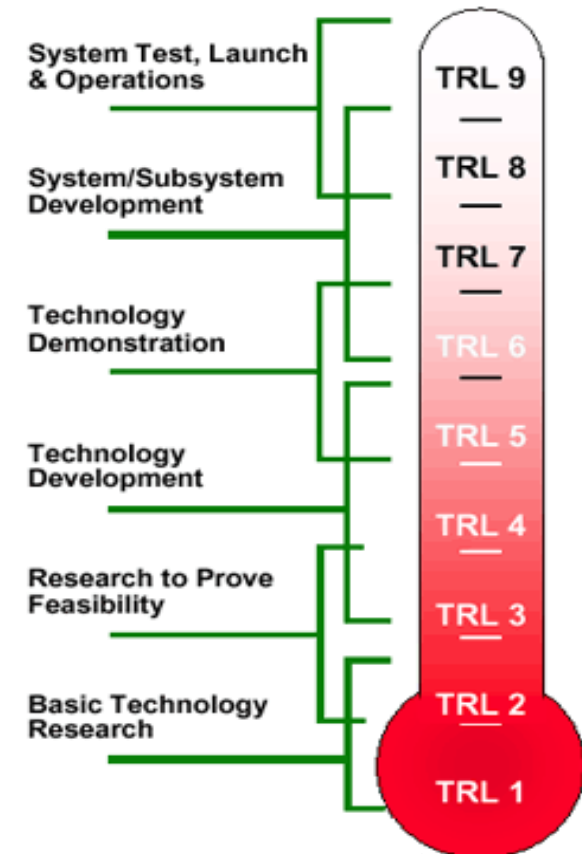 System Test, Launch
& Operations
System/Subsystem
Development
Technology
Demonstration
Technology
Development
Research to Prove
Feasibility
Basic Technology
Research
TRL 9
TRL 8
TRL 7
TRL 6
TRL 5
TRL 4
TRL 3
TRL 2
TRL 1